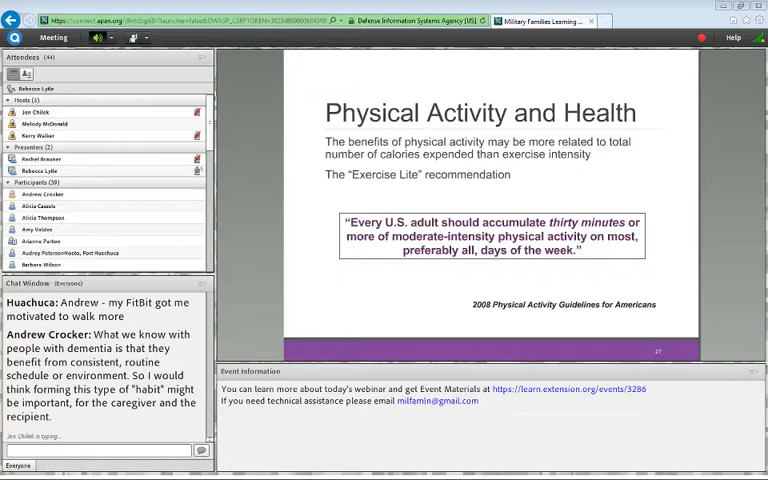 Defense Information Systems Agency [US]
Military Families Learning ...
Meeting
Help
Attendees (44)
Rebecca Lytle
Hosts (3)
Jen Chilek
Melody McDonald
Kerry Walker
Presenters (2)
Rachel Brauner
Rebecca Lytle
Participants (39)
Andrew Crocker
Alicia Cassels
Alicia Thompson
Amy Valdez
Arianne Parton
Audrey Peterson
Barbara Wilson
Chat Window (Everyone)
Huachuca: Andrew - my FitBit got me
motivated to walk more
Andrew Crocker: What we know with
people with dementia is that they
benefit from consistent, routine
schedule or environment. So I would
think forming this type of "habit" might
be important, for the caregiver and the
recipient.
Jen Chilek is typing...
Everyone
Physical Activity and Health
The benefits of physical activity may be more related to total
number of calories expended than exercise intensity
The “Exercise Lite” recommendation
“Every U.S. adult should accumulate thirty minutes or
more of moderate-intensity physical activity on most,
preferably all, days of the week.”
2008 Physical Activity Guidelines for Americans
27
Event Information
You can learn more about today's webinar and get Event Materials at https://learn.extension.org/events/3286
If you need technical assistance please email milfamln@gmail.com